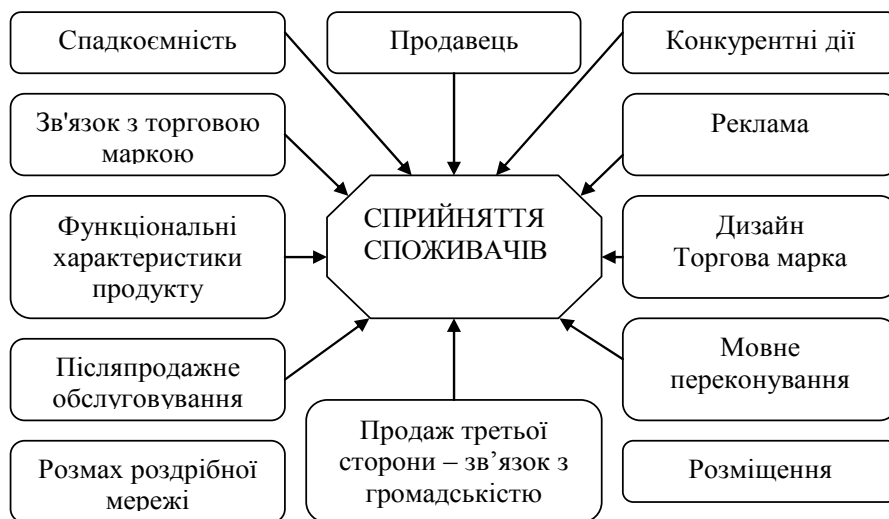 Спадкоємність
Продавець
Конкурентні дії
Зв'язок з торговою
маркою
Реклама
СПРИЙНЯТТЯ
СПОЖИВАЧІВ
Функціональні
характеристики
продукту
Дизайн
Торгова марка
Післяпродажне
обслуговування
Мовне
переконування
Продаж третьої
сторони – зв’язок з
громадськістю
Розмах роздрібної
мережі
Розміщення